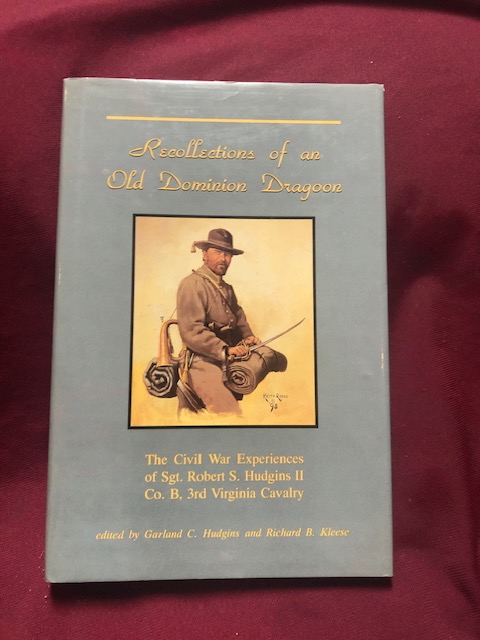 Recollections of an
Old Dominion Dragoon
The Civil War Experiences
of Sgt. Robert S. Hudgins II
Co. B, 3rd Virginia Cavalry
edited by Garland C. Hudgins and Richard B. Kleese